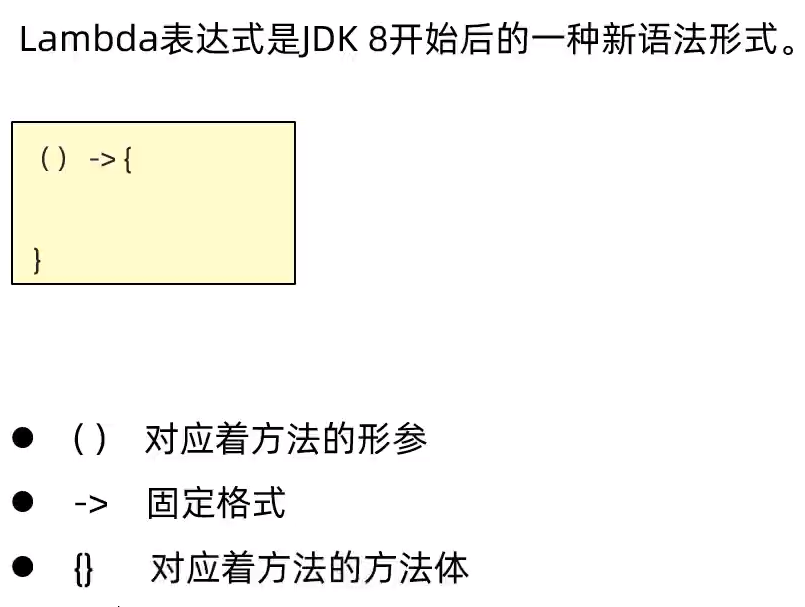 Lambda表达式是JDK 8开始后的一种新语法形式。
() ->{
}
● () 对应着方法的形参
● -> 固定格式
● {} 对应着方法的方法体